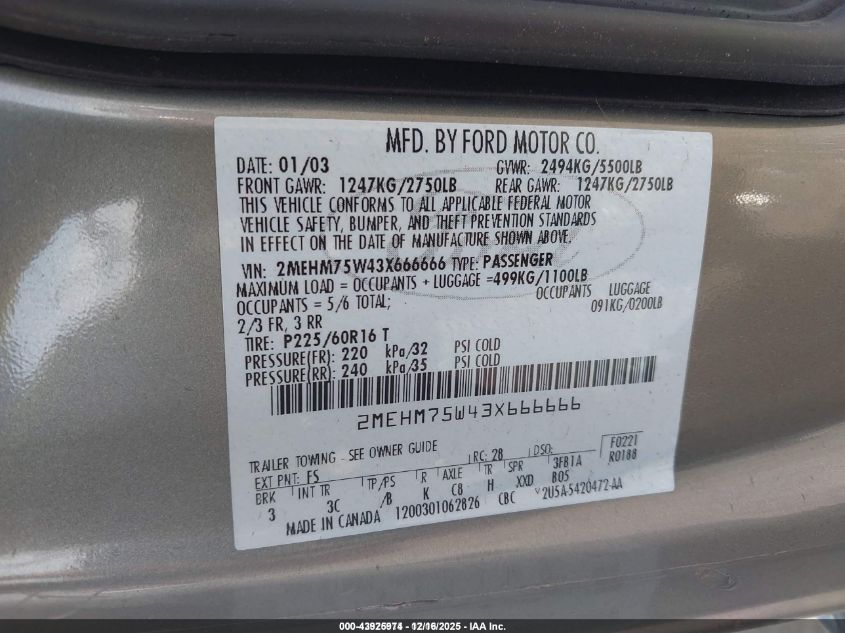 MFD. BY FORD MOTOR CO.
DATE: 01/03 GVWR: 2494KG/5500LB
FRONT GAWR: 1247KG/2750LB REAR GAWR: 1247KG/2750LB
THIS VEHICLE CONFORMS TO ALL APPLICABLE FEDERAL MOTOR
VEHICLE SAFETY, BUMPER, AND THEFT PREVENTION STANDARDS
IN EFFECT ON THE DATE OF MANUFACTURE SHOWN ABOVE.
VIN: 2MEHM75W43X666666 TYPE: PASSENGER
MAXIMUM LOAD = OCCUPANTS + LUGGAGE =499KG/1100LB
OCCUPANTS = 5/6 TOTAL; OCCUPANTS LUGGAGE
2/3 FR, 3 RR 091KG/0200LB
TIRE: P225/60R16 T
PRESSURE(FR): 220 kPa/32 PSI COLD
PRESSURE(RR): 240 kPa/35 PSI COLD
2MEHM75W43X666666
TRAILER TOWING - SEE OWNER GUIDE RC: 28 DSO: F0221
EXT PNT: FS 3FB1A R0188
BRK INT TR TP/PS R AXLE TR SPR B05
3 3C /B K C8 H XXD
MADE IN CANADA 1200301062826 CBC V2U5A-5420472-AA
000-43926974 - 12/16/2025 - IAA Inc.